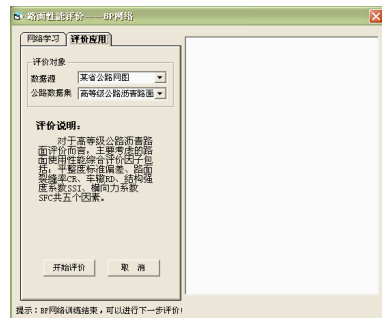 路面性能评价——BP网络
网络学习 评价应用
评价对象
数据源 某省公路网图
公路数据集 高等级公路沥青路面
评价说明：
对于高等级公路沥青路
面评价而言，主要考虑的路
面使用性能综合评价因子包
括：平整度标准偏差、路面
裂缝率CR、车辙RD、结构强
度系数SSI、横向力系数
SFC共五个因素。
开始评价 取 消
提示：BP网络训练结束，可以进行下一步评价!